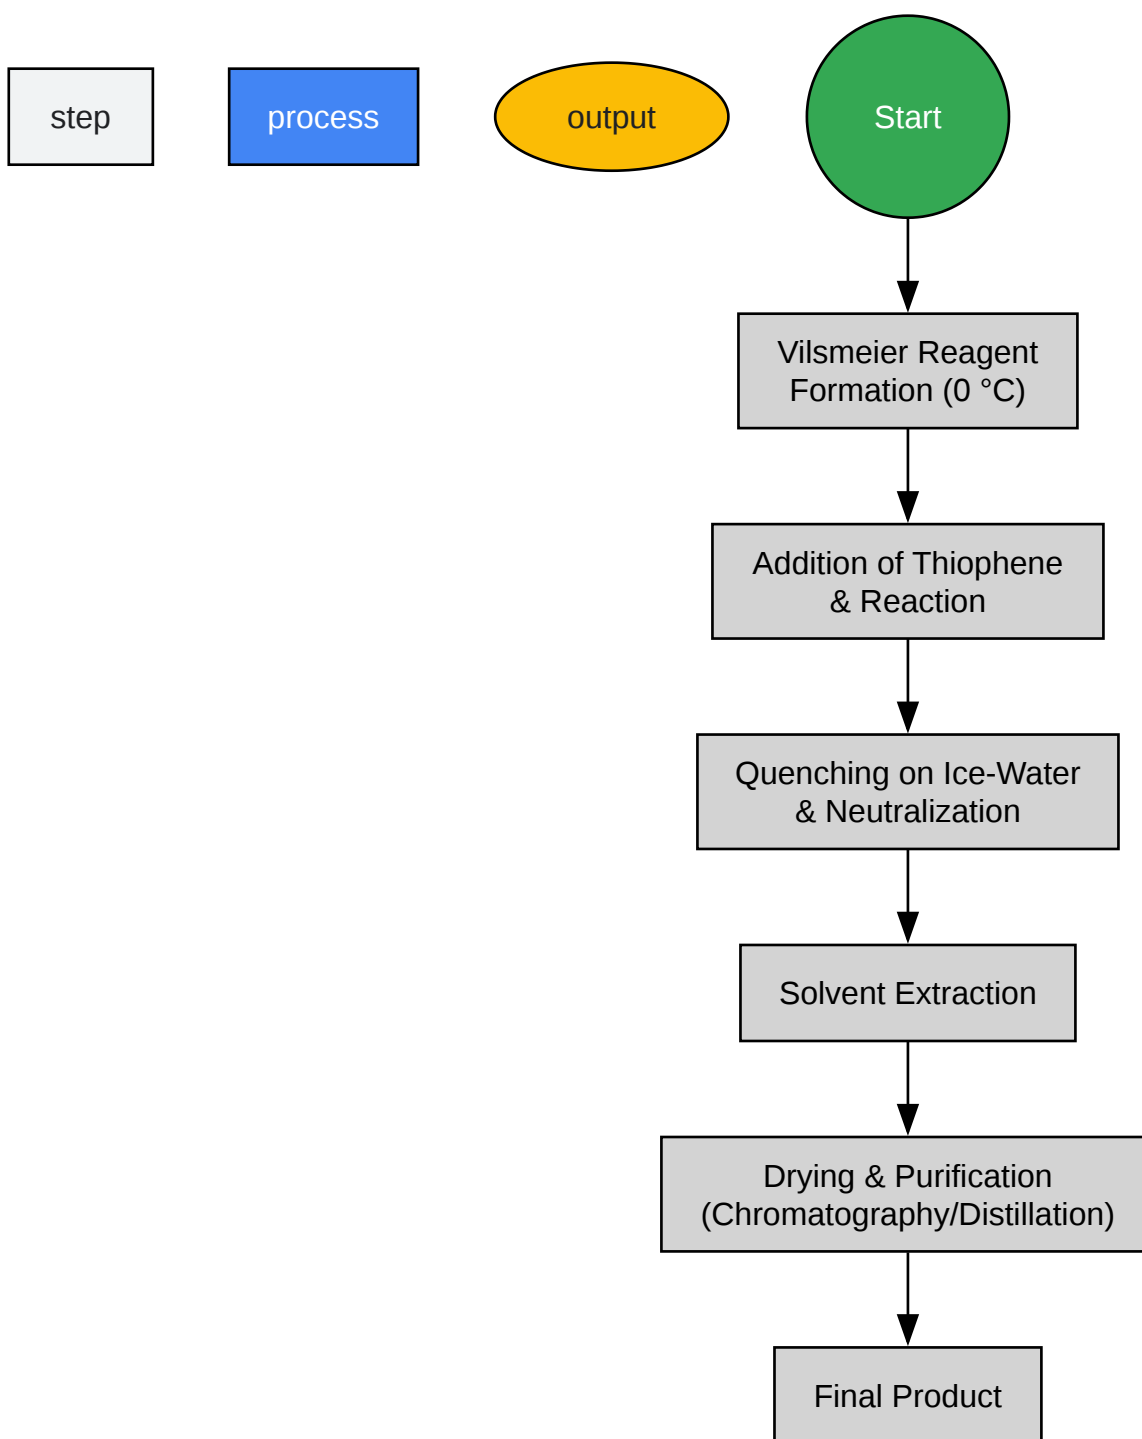 step
process
output
Start
Vilsmeier Reagent
Formation (0 °C)
Addition of Thiophene
& Reaction
Quenching on Ice-Water
& Neutralization
Solvent Extraction
Drying & Purification
(Chromatography/Distillation)
Final Product